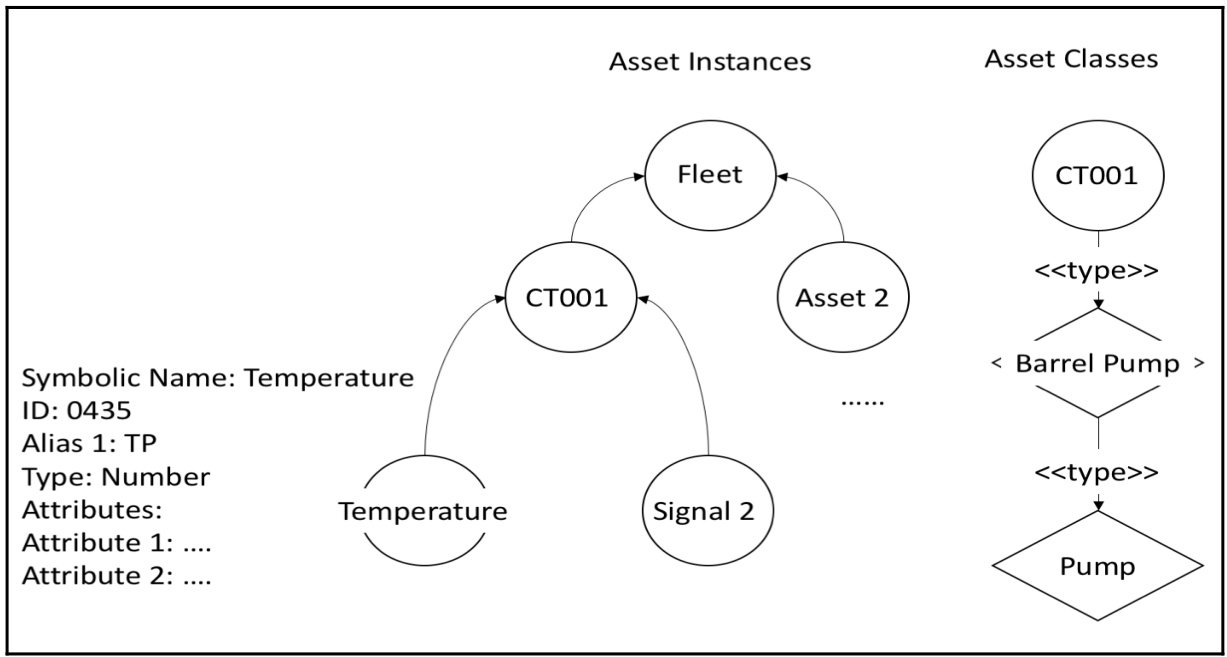 Asset Instances
Asset Classes
Fleet
CT001
CT001
Asset 2
<<type>>
< Barrel Pump >
Symbolic Name: Temperature
ID: 0435
Alias 1: TP
Type: Number
Attributes:
Attribute 1: ....
Attribute 2: ....
......
Temperature
Signal 2
<<type>>
Pump